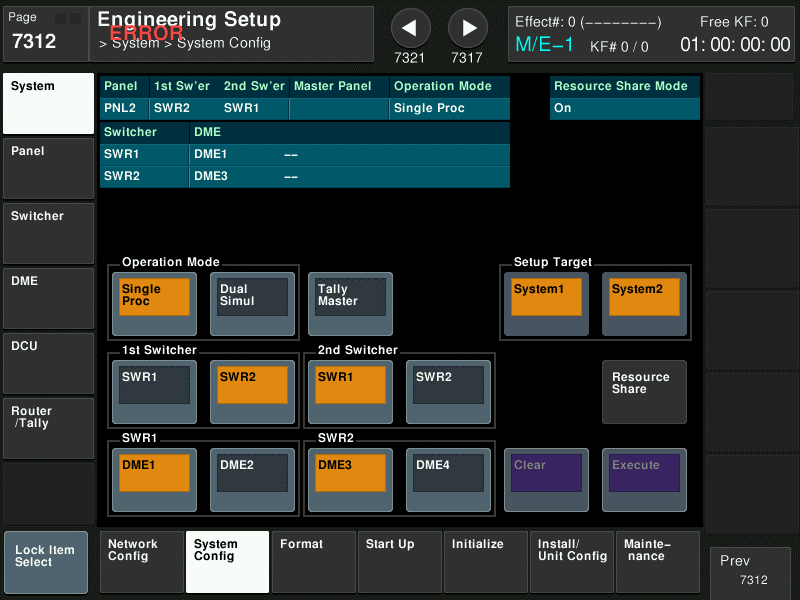 Page
7312
Engineering Setup
ERROR
> System > System Config
7321
7317
Effect#: 0 (--------)
Free KF: 0
M/E-1
KF# 0 / 0
01: 00: 00: 00
System
Panel
Switcher
DME
DCU
Router
/Tally
Lock Item
Select
Panel 1st Sw'er 2nd Sw'er Master Panel Operation Mode
PNL2 SWR2 SWR1 Single Proc
Resource Share Mode
On
Switcher DME
SWR1 DME1 --
SWR2 DME3 --
Operation Mode
Single
Proc
Dual
Simul
Tally
Master
Setup Target
System1
System2
1st Switcher
SWR1
SWR2
2nd Switcher
SWR1
SWR2
Resource
Share
SWR1
DME1
DME2
SWR2
DME3
DME4
Clear
Execute
Network
Config
System
Config
Format
Start Up
Initialize
Install/
Unit Config
Mainte-
nance
Prev
7312